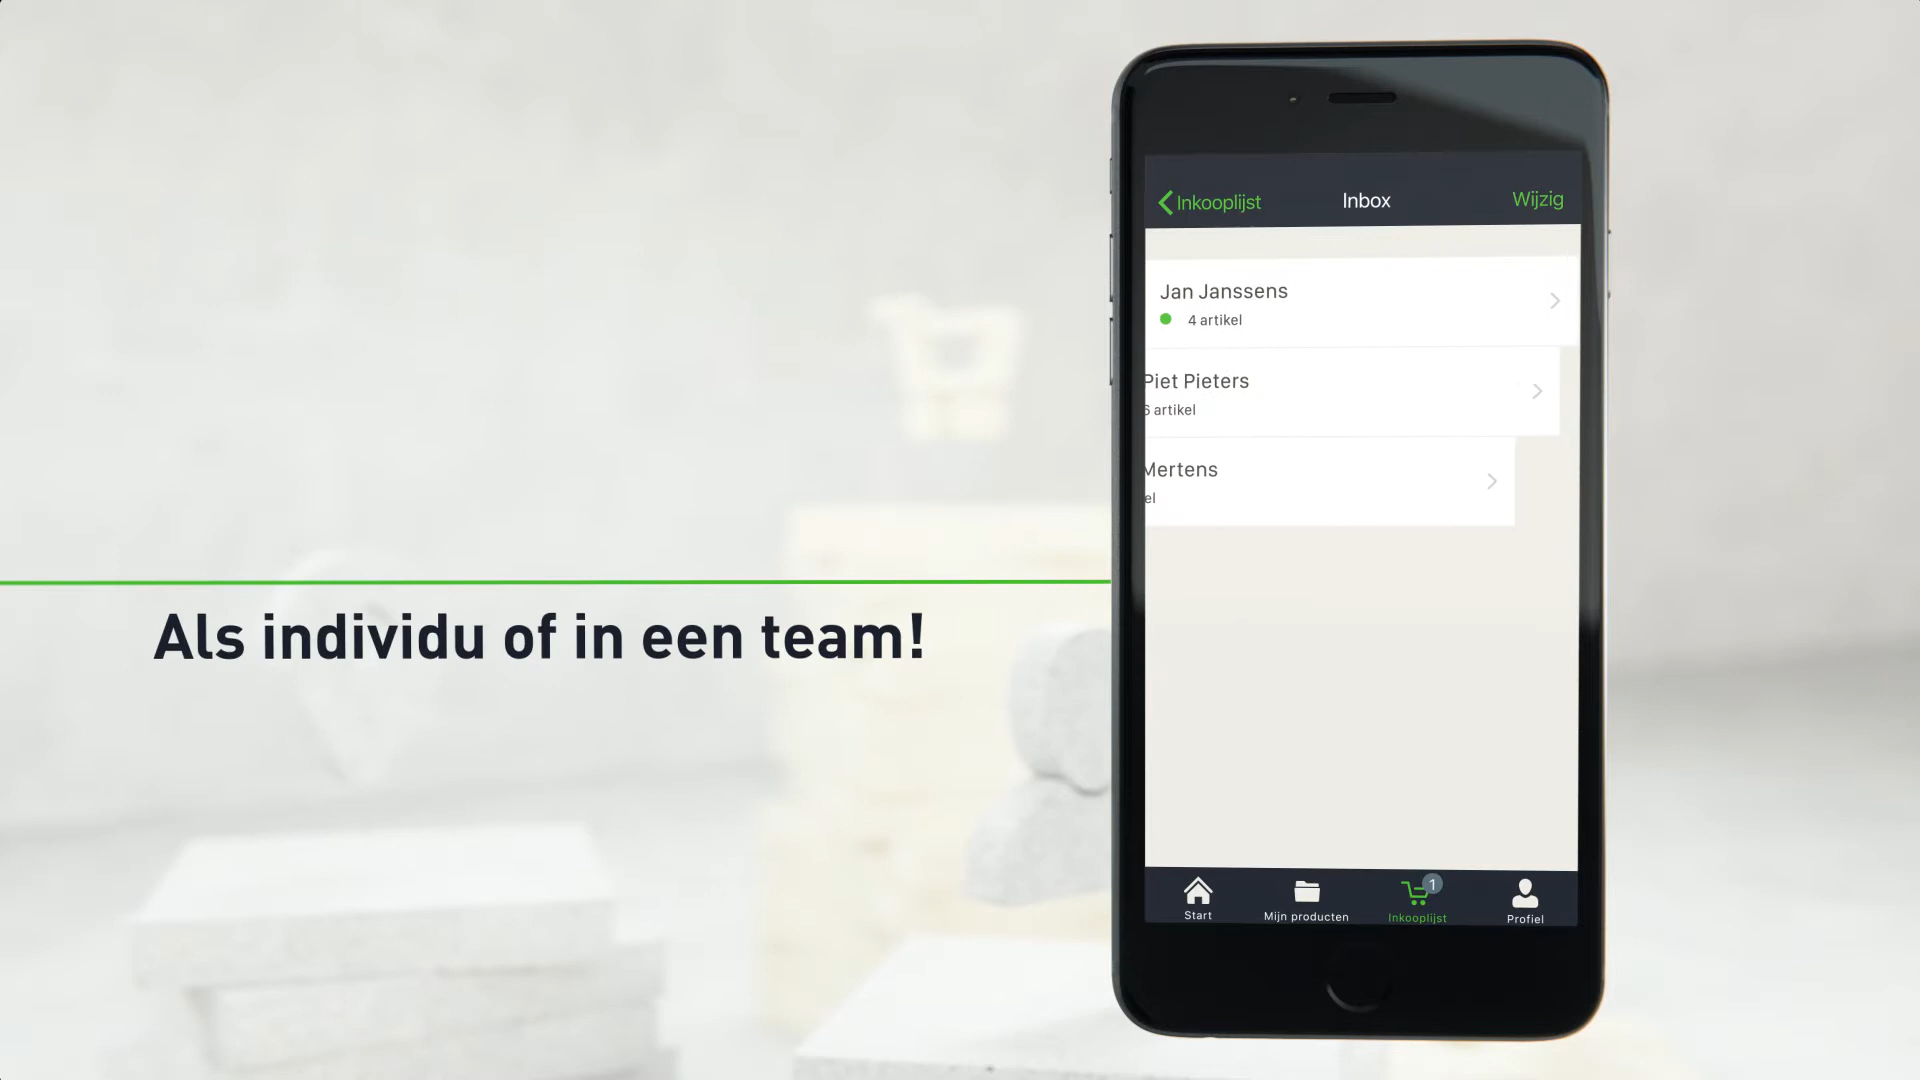 Inkooplijst
Inbox
Wijzig
Jan Janssens
4 artikel
Piet Pieters
6 artikel
Mertens
Als individu of in een team!
1
Start
Mijn producten
Inkooplijst
Profiel